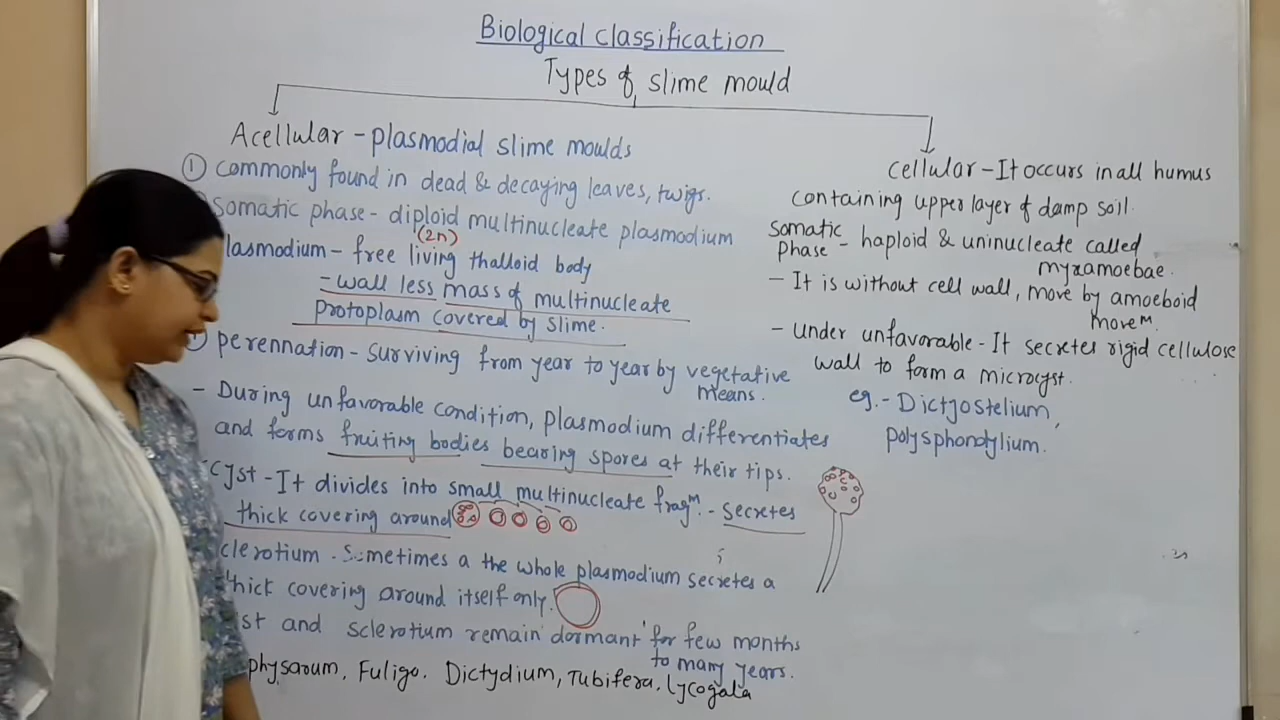 Biological classification
Types of slime mould
Acellular - plasmodial slime moulds
① commonly found in dead & decaying leaves, twigs.
somatic phase - diploid multinucleate plasmodium
(2n)
plasmodium - free living thalloid body
- wall less mass of multinucleate
protoplasm covered by slime.
perennation - surviving from year to year by vegetative
means.
- During unfavorable condition, plasmodium differentiates
and forms fruiting bodies bearing spores at their tips.
cyst - It divides into small multinucleate fragᵐ. - secretes
thick covering around
clerotium - Sometimes a the whole plasmodium secretes a
thick covering around itself only.
st and sclerotium remain dormant for few months
to many years.
physarum, Fuligo. Dictydium, Tubifera, Lycogala
cellular - It occurs in all humus
containing upper layer of damp soil.
somatic
phase - haploid & uninucleate called
myxamoebae.
- It is without cell wall, move by amoeboid
moveᵐ.
- under unfavorable - It secretes rigid cellulose
wall to form a microcyst.
eg. - Dictyostelium,
polysphondylium.